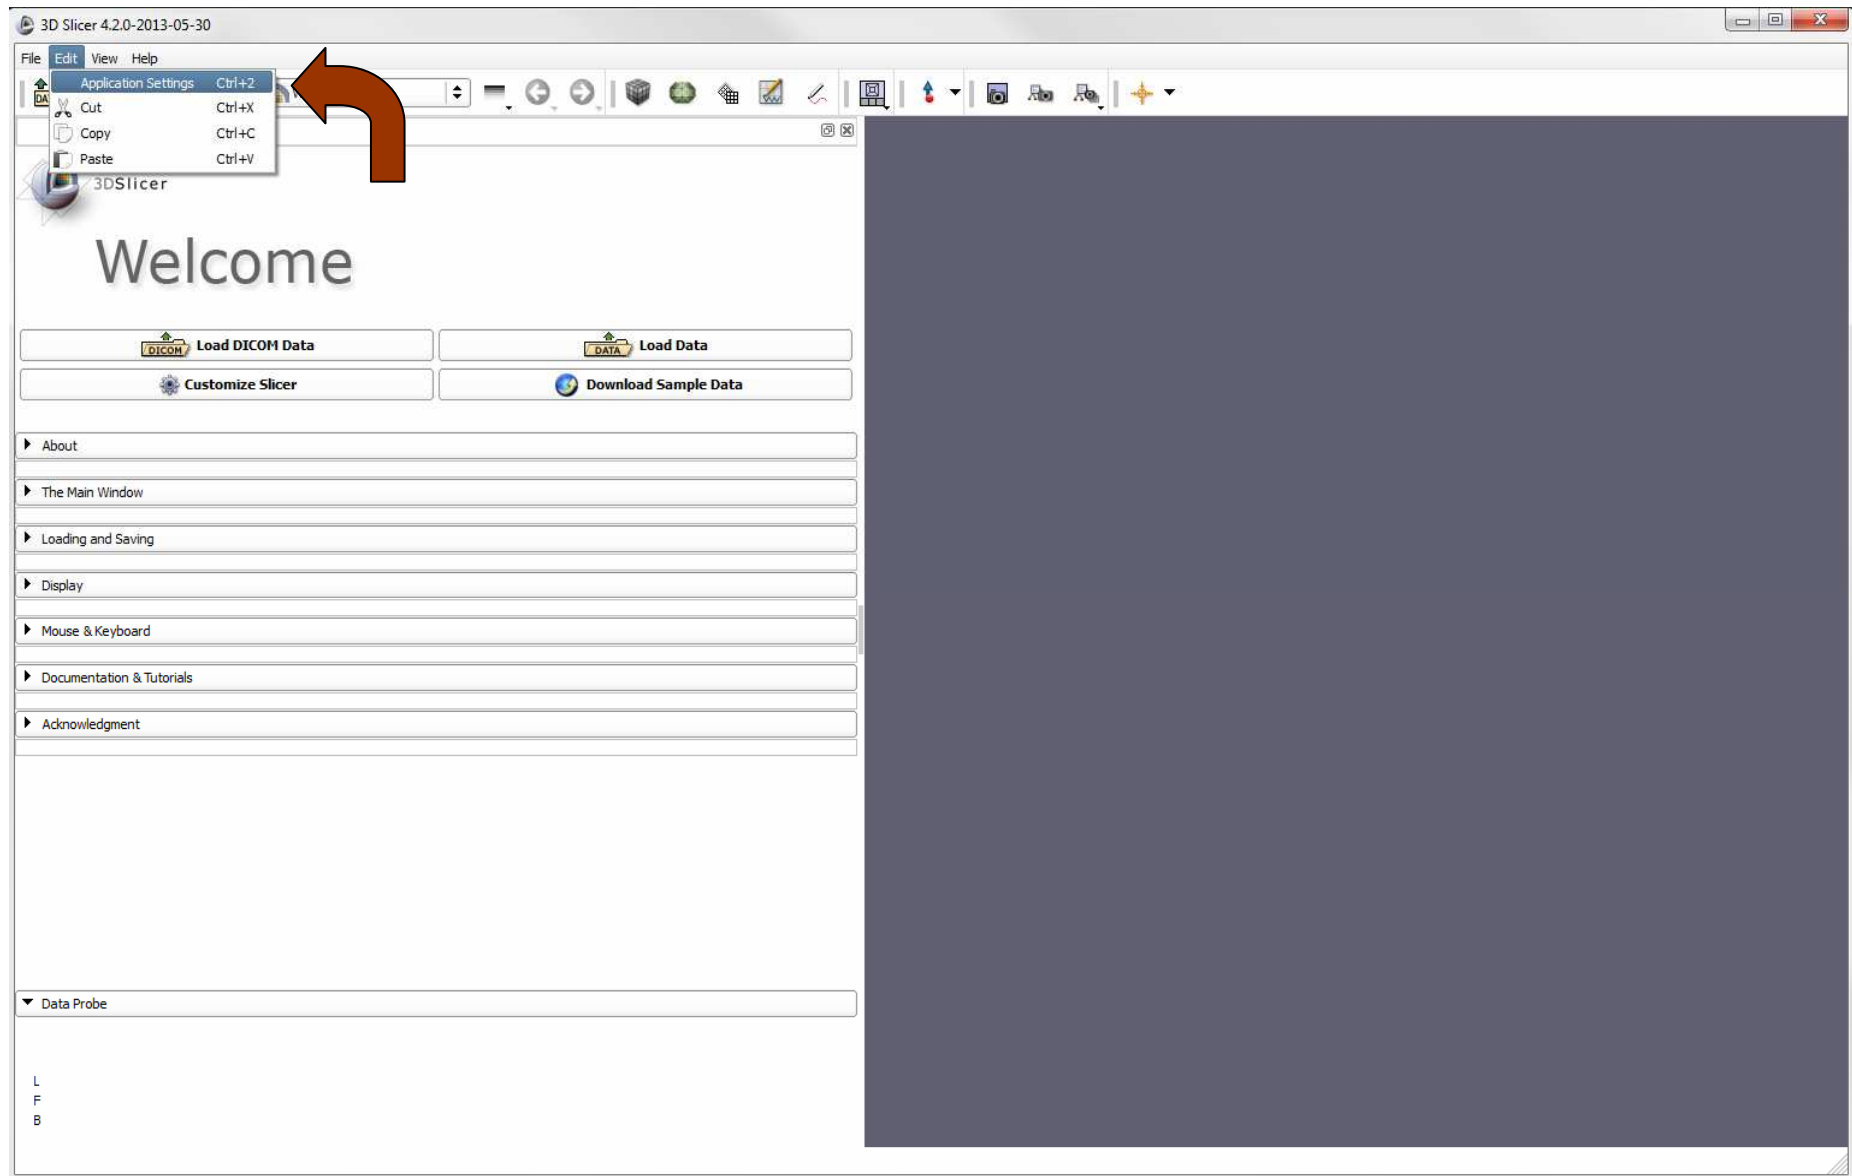 3D Slicer 4.2.0-2013-05-30
File Edit View Help
Application Settings Ctrl+2
Cut Ctrl+X
Copy Ctrl+C
Paste Ctrl+V
3DSlicer
Welcome
DICOM Load DICOM Data
DATA Load Data
Customize Slicer
Download Sample Data
About
The Main Window
Loading and Saving
Display
Mouse & Keyboard
Documentation & Tutorials
Acknowledgment
Data Probe
L
F
B